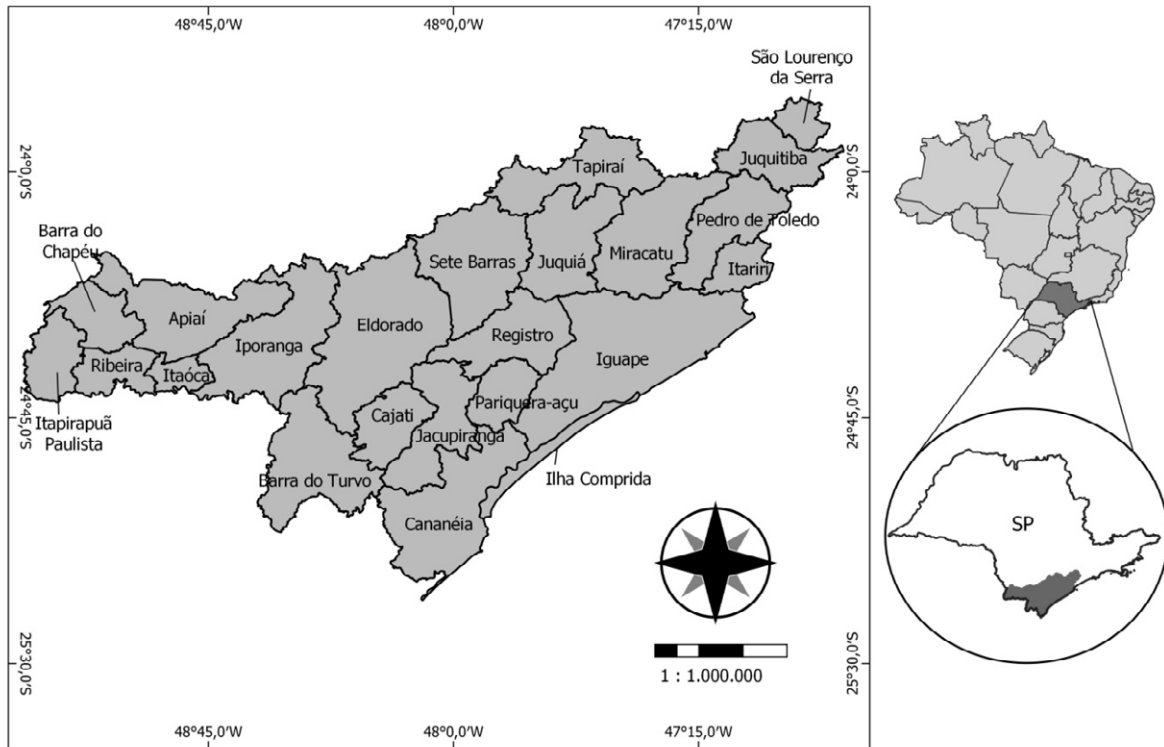 48°45,0'W
48°0,0'W
47°15,0'W
São Lourenço
da Serra
24°0,0'S
24°0,0'S
Tapiraí
Juquitiba
Barra do
Chapéu
Pedro de Toledo
Sete Barras
Juquiá
Miracatu
Itariri
Apiaí
Eldorado
Registro
Iporanga
Iguape
Ribeira
Itaóca
24°45,0'S
24°45,0'S
Itapirapuã
Paulista
Cajati
Pariquera-açu
Jacupiranga
Barra do Turvo
Ilha Comprida
Cananéia
SP
25°30,0'S
25°30,0'S
1 : 1.000.000
48°45,0'W
48°0,0'W
47°15,0'W